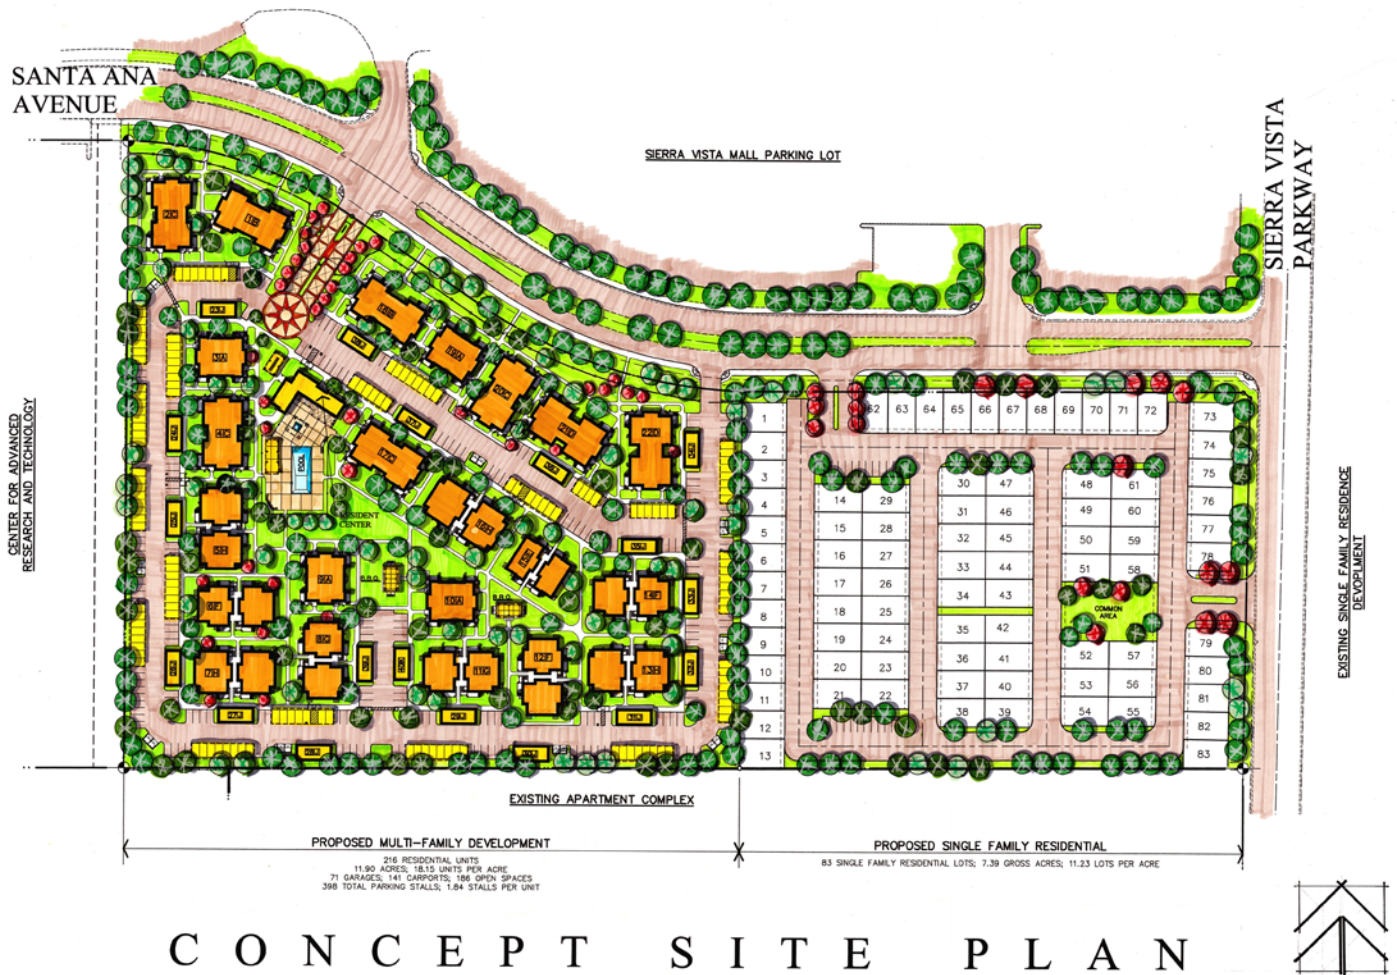 SANTA ANA
AVENUE
SIERRA VISTA MALL PARKING LOT
SIERRA VISTA
PARKWAY
CENTER FOR ADVANCED
RESEARCH AND TECHNOLOGY
EXISTING SINGLE FAMILY RESIDENCE
DEVOPLMENT
POOL
RESIDENT
CENTER
B.B.Q.
B.B.Q.
COMMON
AREA
1
2
3
4
5
6
7
8
9
10
11
12
13
14
15
16
17
18
19
20
21
29
28
27
26
25
24
23
22
30
31
32
33
34
35
36
37
38
47
46
45
44
43
42
41
40
39
48
49
50
51
52
53
54
61
60
59
58
57
56
55
62 63 64 65 66 67 68 69 70 71 72
73
74
75
76
77
78
79
80
81
82
83
EXISTING APARTMENT COMPLEX
PROPOSED MULTI-FAMILY DEVELOPMENT
216 RESIDENTIAL UNITS
11.90 ACRES; 18.15 UNITS PER ACRE
71 GARAGES; 141 CARPORTS; 186 OPEN SPACES
398 TOTAL PARKING STALLS; 1.84 STALLS PER UNIT
PROPOSED SINGLE FAMILY RESIDENTIAL
83 SINGLE FAMILY RESIDENTIAL LOTS; 7.39 GROSS ACRES; 11.23 LOTS PER ACRE
CONCEPT SITE PLAN